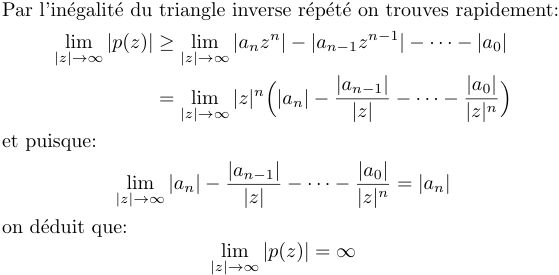 Par l'inégalité du triangle inverse répété on trouves rapidement:
lim_{|z|→∞} |p(z)| ≥ lim_{|z|→∞} |a_n z^n| − |a_{n−1} z^{n−1}| − ⋯ − |a_0|
= lim_{|z|→∞} |z|^n (|a_n| − |a_{n−1}|/|z| − ⋯ − |a_0|/|z|^n)
et puisque:
lim_{|z|→∞} |a_n| − |a_{n−1}|/|z| − ⋯ − |a_0|/|z|^n = |a_n|
on déduit que:
lim_{|z|→∞} |p(z)| = ∞